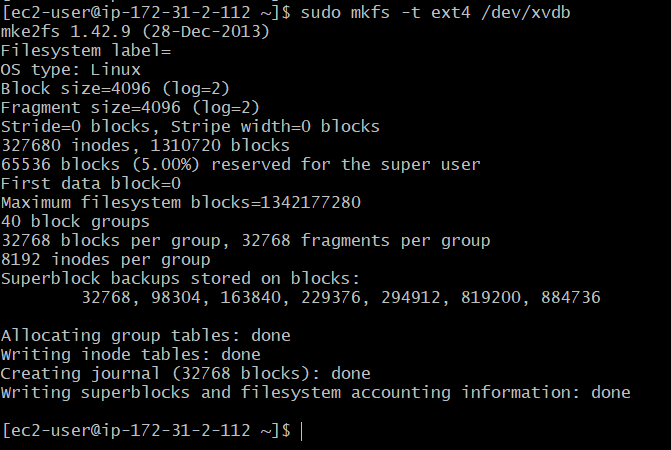 [ec2-user@ip-172-31-2-112 ~]$ sudo mkfs -t ext4 /dev/xvdb
mke2fs 1.42.9 (28-Dec-2013)
Filesystem label=
OS type: Linux
Block size=4096 (log=2)
Fragment size=4096 (log=2)
Stride=0 blocks, Stripe width=0 blocks
327680 inodes, 1310720 blocks
65536 blocks (5.00%) reserved for the super user
First data block=0
Maximum filesystem blocks=1342177280
40 block groups
32768 blocks per group, 32768 fragments per group
8192 inodes per group
Superblock backups stored on blocks:
        32768, 98304, 163840, 229376, 294912, 819200, 884736

Allocating group tables: done
Writing inode tables: done
Creating journal (32768 blocks): done
Writing superblocks and filesystem accounting information: done

[ec2-user@ip-172-31-2-112 ~]$